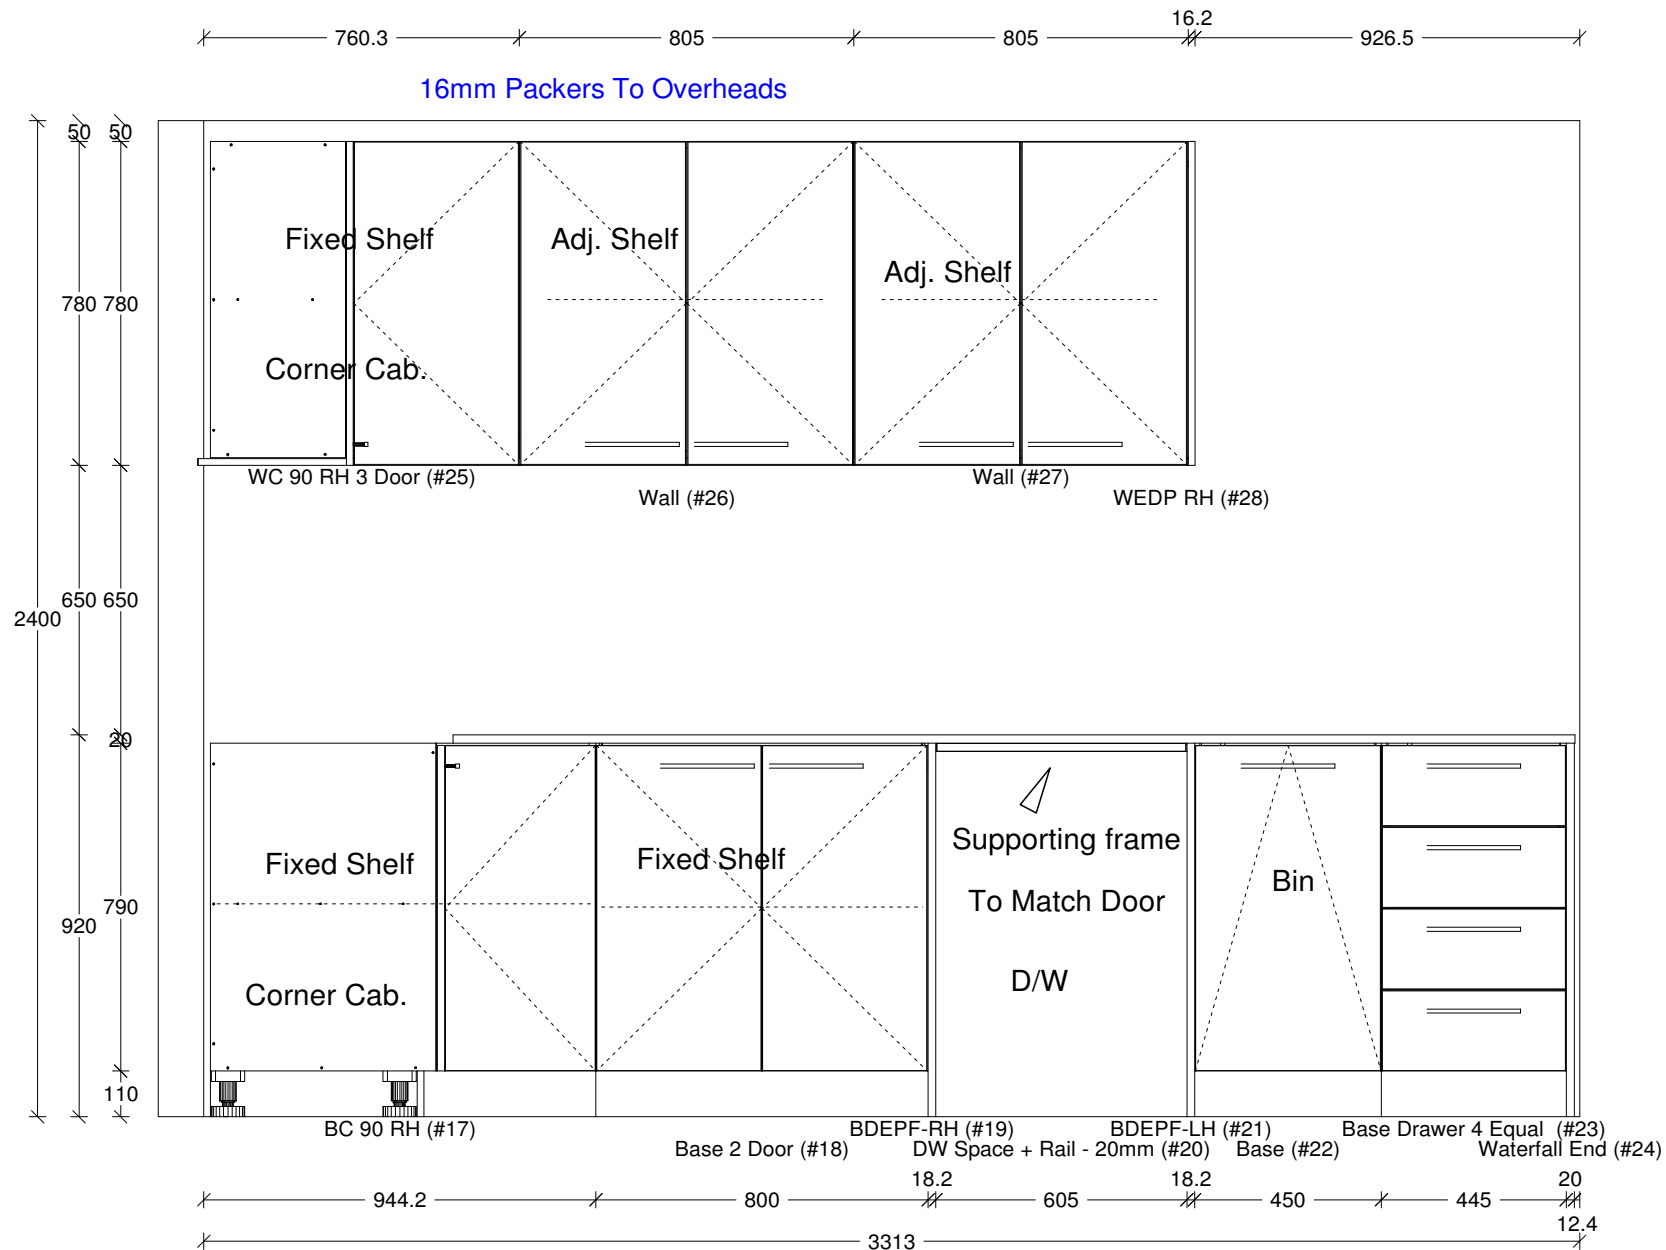 16.2
760.3 805 805 926.5
16mm Packers To Overheads
50 50
Fixed Shelf Adj. Shelf
Adj. Shelf
780 780
Corner Cab.
WC 90 RH 3 Door (#25) Wall (#27)
Wall (#26) WEDP RH (#28)
650 650
2400
20
Supporting frame
Fixed Shelf Fixed Shelf
Bin
To Match Door
790
920
D/W
Corner Cab.
110
BC 90 RH (#17) BDEPF-RH (#19) BDEPF-LH (#21) Base Drawer 4 Equal (#23)
Base 2 Door (#18) DW Space + Rail - 20mm (#20) Base (#22) Waterfall End (#24)
18.2 18.2 20
944.2 800 605 450 445
12.4
3313